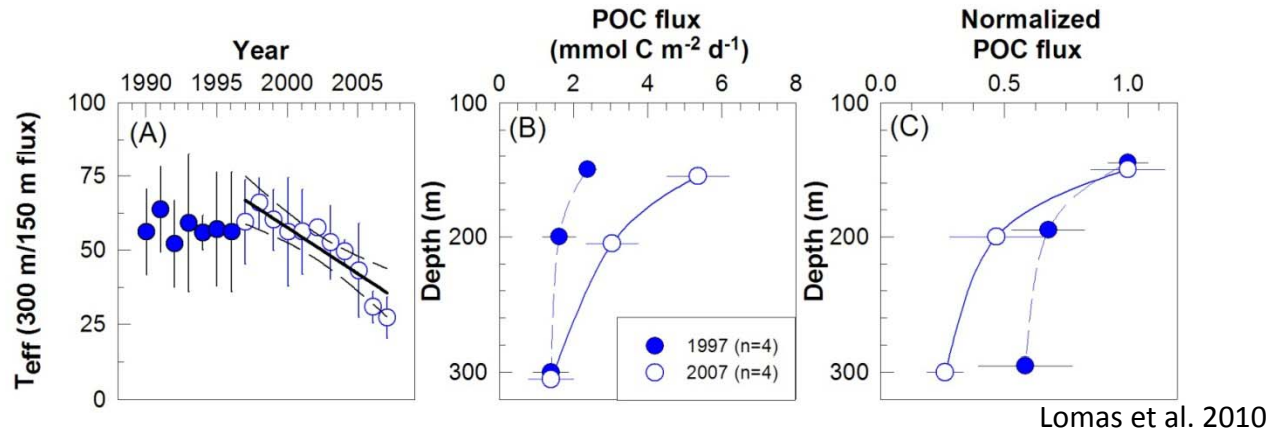 Year
1990 1995 2000 2005
T_eff (300 m/150 m flux)
100
75
50
25
0
(A)
POC flux
(mmol C m⁻² d⁻¹)
0 2 4 6 8
Depth (m)
100
200
300
(B)
1997 (n=4)
2007 (n=4)
Normalized
POC flux
0.0 0.5 1.0
Depth (m)
100
200
300
(C)
Lomas et al. 2010